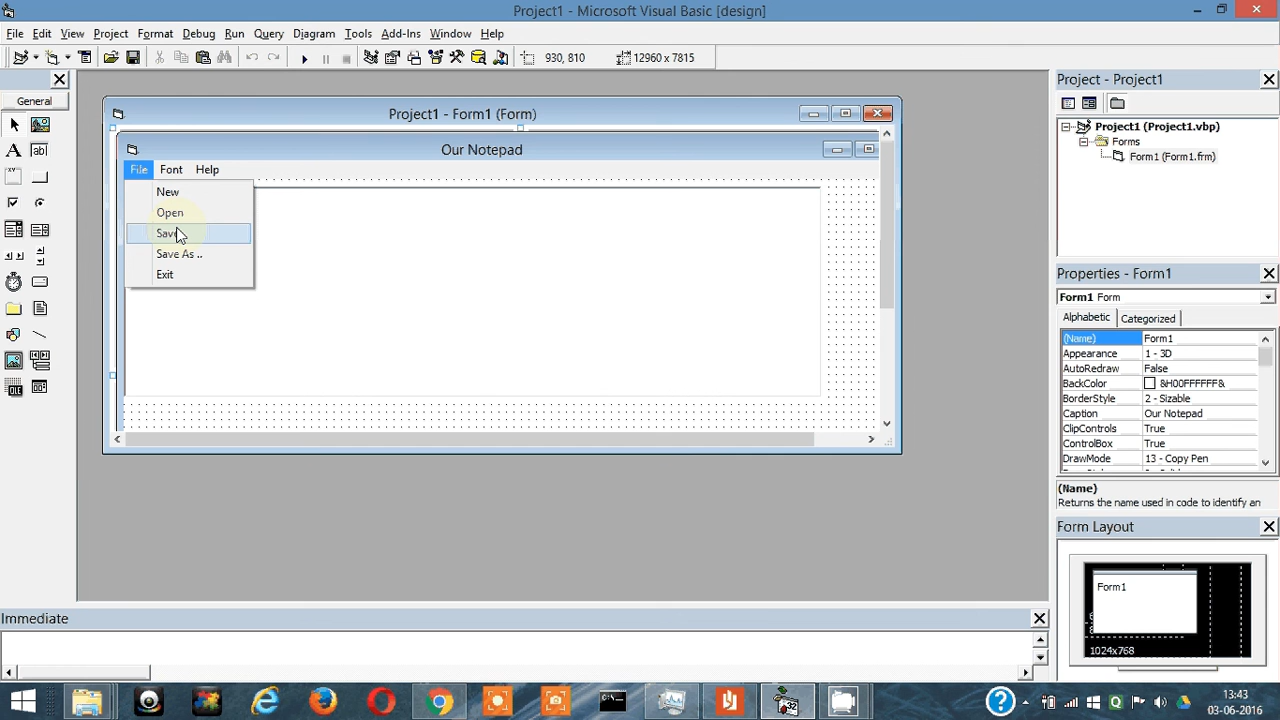 Project1 - Microsoft Visual Basic [design]
File Edit View Project Format Debug Run Query Diagram Tools Add-Ins Window Help
930, 810 12960 x 7815
General
Project1 - Form1 (Form)
Our Notepad
File Font Help
New
Open
Save
Save As ..
Exit
Project - Project1
Project1 (Project1.vbp)
Forms
Form1 (Form1.frm)
Properties - Form1
Form1 Form
Alphabetic Categorized
(Name) Form1
Appearance 1 - 3D
AutoRedraw False
BackColor &H00FFFFFF&
BorderStyle 2 - Sizable
Caption Our Notepad
ClipControls True
ControlBox True
DrawMode 13 - Copy Pen
(Name)
Returns the name used in code to identify an
Form Layout
Form1
1024x768
Immediate
13:43
03-06-2016